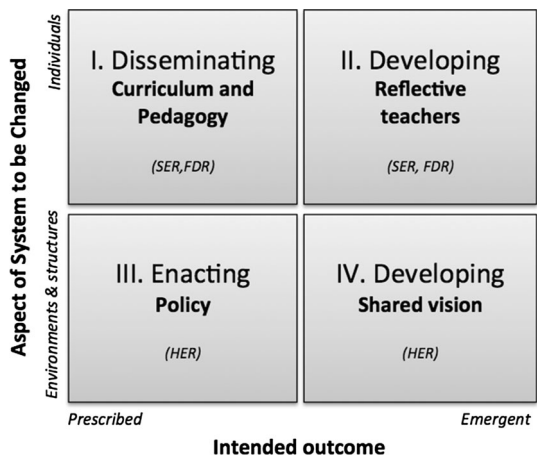 Aspect of System to be Changed
Individuals
I. Disseminating
Curriculum and
Pedagogy
(SER,FDR)
II. Developing
Reflective
teachers
(SER, FDR)
Environments & structures
III. Enacting
Policy
(HER)
IV. Developing
Shared vision
(HER)
Prescribed
Emergent
Intended outcome